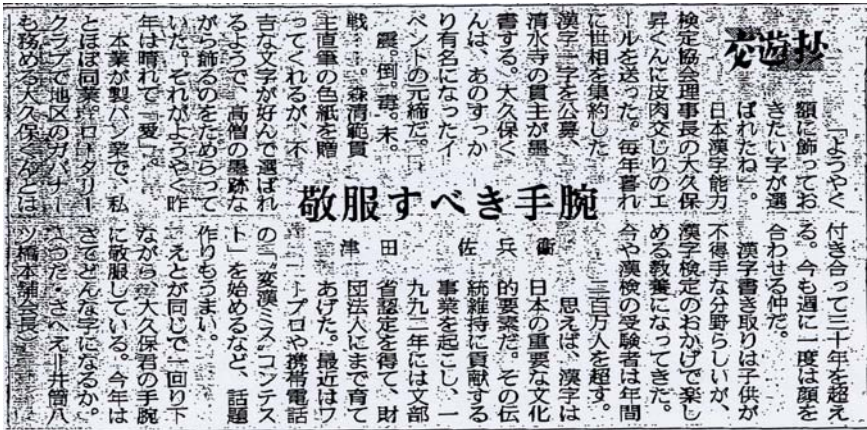 交遊抄
敬服すべき手腕
津田佐兵衞
「ようやく
額に飾ってお
きたい字が選
ばれたね」。
日本漢字能力
検定協会理事長の大久保
昇くんに皮肉交じりのエ
ールを送った。毎年暮れ
に世相を集約した
漢字一字を公募、
清水寺の貫主が墨
書する。大久保く
んは、あのすっか
り有名になったイ
ベントの元締だ。
震。倒。毒。末。
戦……。森清範貫
主直筆の色紙を贈
ってくれるが、不
吉な文字が好んで選ばれ
るようで、高僧の墨跡な
がら飾るのをためらって
いた。それがようやく昨
年は晴れて「愛」。
本業が製パン業で、私
とほぼ同業。ロータリー
クラブで地区のガバナー
も務める大久保くんとは
付き合って三十年を超え
る。今も週に一度は顔を
合わせる仲だ。
漢字書き取りは子供が
不得手な分野らしいが、
漢字検定のおかげで楽し
める教養になってきた。
今や漢検の受験者は年間
二百万人を超す。
思えば、漢字は
日本の重要な文化
的要素だ。その伝
統維持に貢献する
事業を起こし、一
九九二年には文部
省認定を得て、財
団法人にまで育て
あげた。最近はワ
ープロや携帯電話
の「変漢ミスコンテス
ト」を始めるなど、話題
作りもうまい。
えとが同じで一回り下
ながら、大久保君の手腕
に敬服している。今年は
さてどんな字になるか。
(つだ・さへえ=井筒八
ツ橋本舗会長)